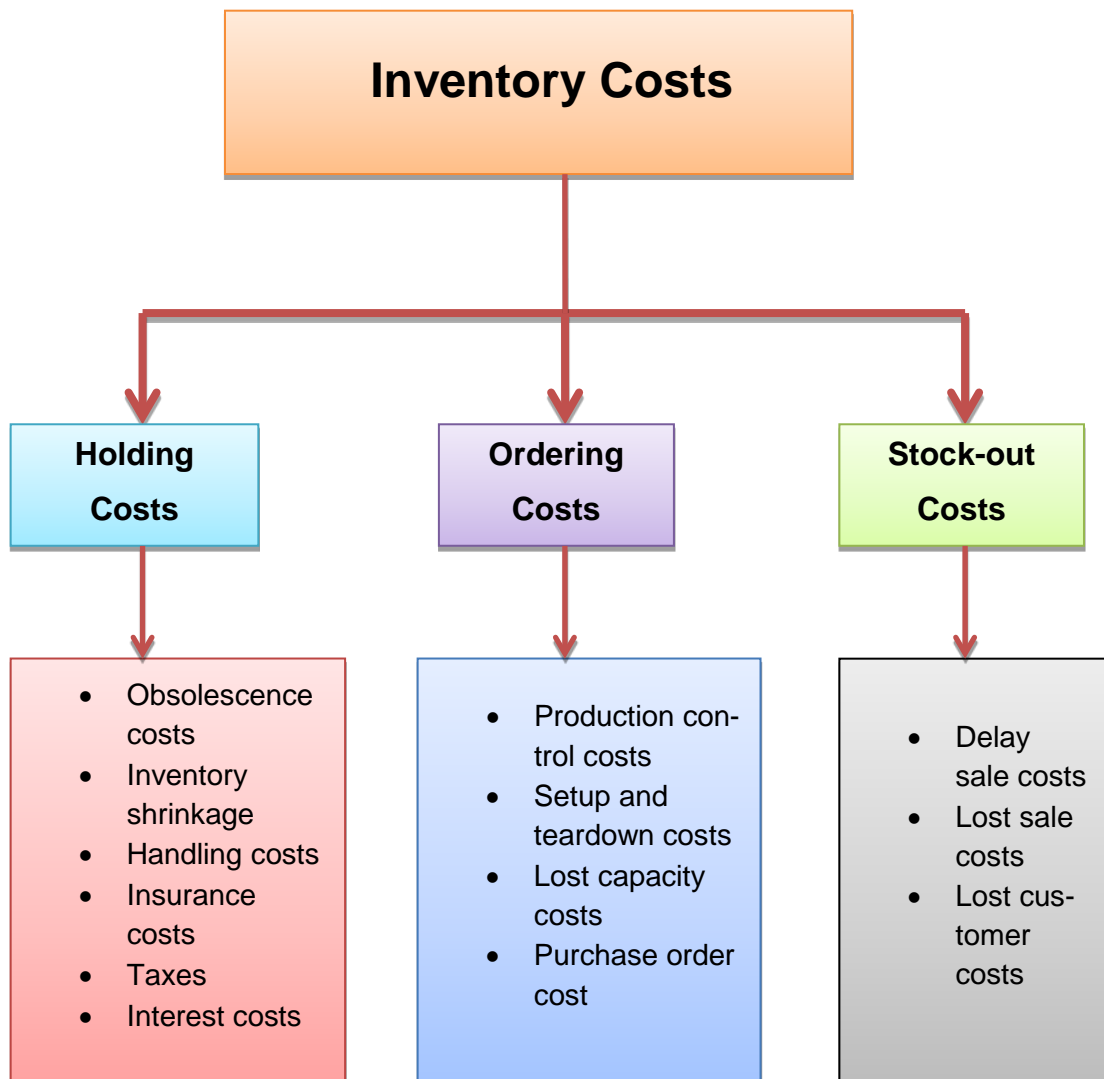 Inventory Costs
Holding
Costs
Ordering
Costs
Stock-out
Costs
• Obsolescence
costs
• Inventory
shrinkage
• Handling costs
• Insurance
costs
• Taxes
• Interest costs
• Production con-
trol costs
• Setup and
teardown costs
• Lost capacity
costs
• Purchase order
cost
• Delay
sale costs
• Lost sale
costs
• Lost cus-
tomer
costs